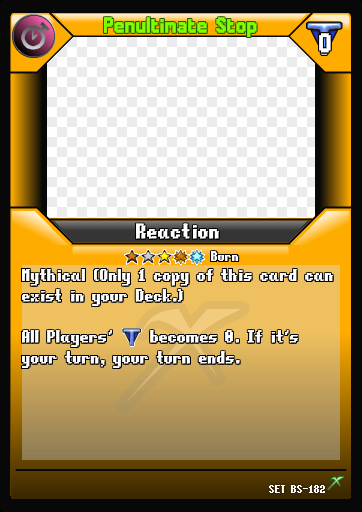 Penultimate Stop
0
Reaction
Burn
Mythical (Only 1 copy of this card can
exist in your Deck.)
All Players' becomes 0. If it's
your turn, your turn ends.
SET BS-182